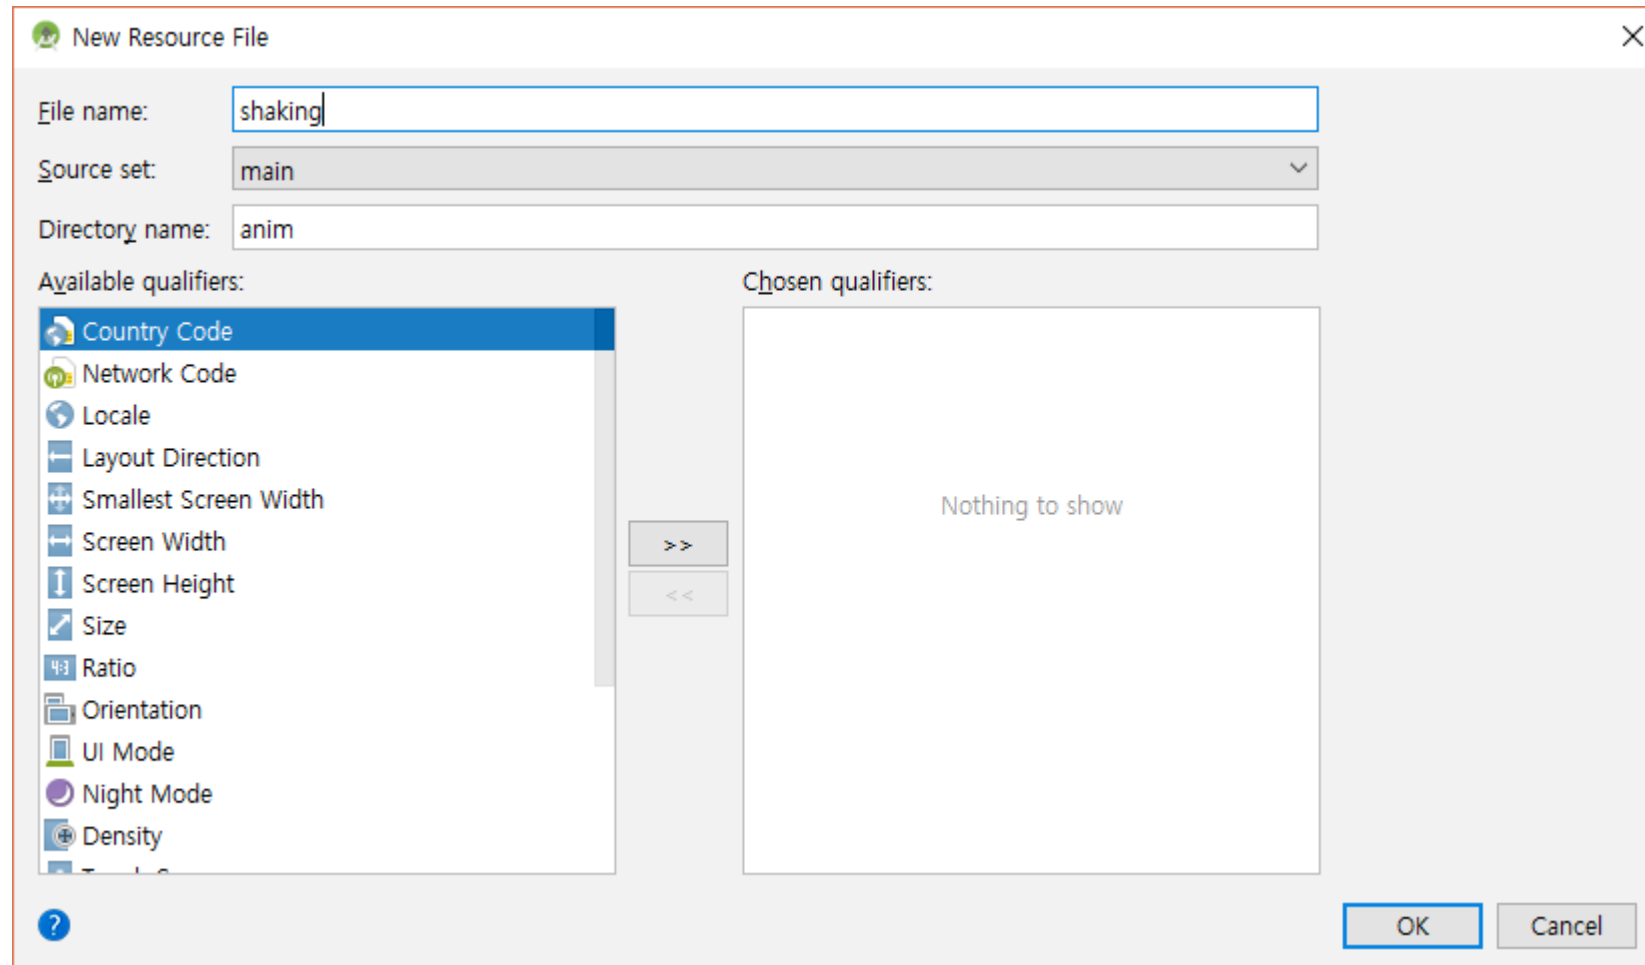 New Resource File
File name: shaking
Source set: main
Directory name: anim
Available qualifiers:
Country Code
Network Code
Locale
Layout Direction
Smallest Screen Width
Screen Width
Screen Height
Size
4:3 Ratio
Orientation
UI Mode
Night Mode
Density
>>
<<
Chosen qualifiers:
Nothing to show
?
OK Cancel